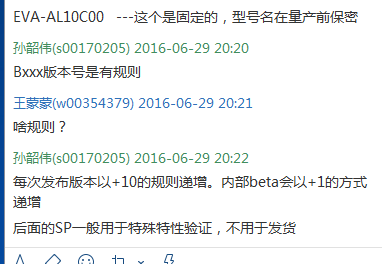 EVA-AL10C00 ---这个是固定的，型号名在量产前保密
孙韶伟(s00170205) 2016-06-29 20:20
Bxxx版本号是有规则
王蒙蒙(w00354379) 2016-06-29 20:21
啥规则？
孙韶伟(s00170205) 2016-06-29 20:22
每次发布版本以+10的规则递增。内部beta会以+1的方式
递增
后面的SP一般用于特殊特性验证，不用于发货